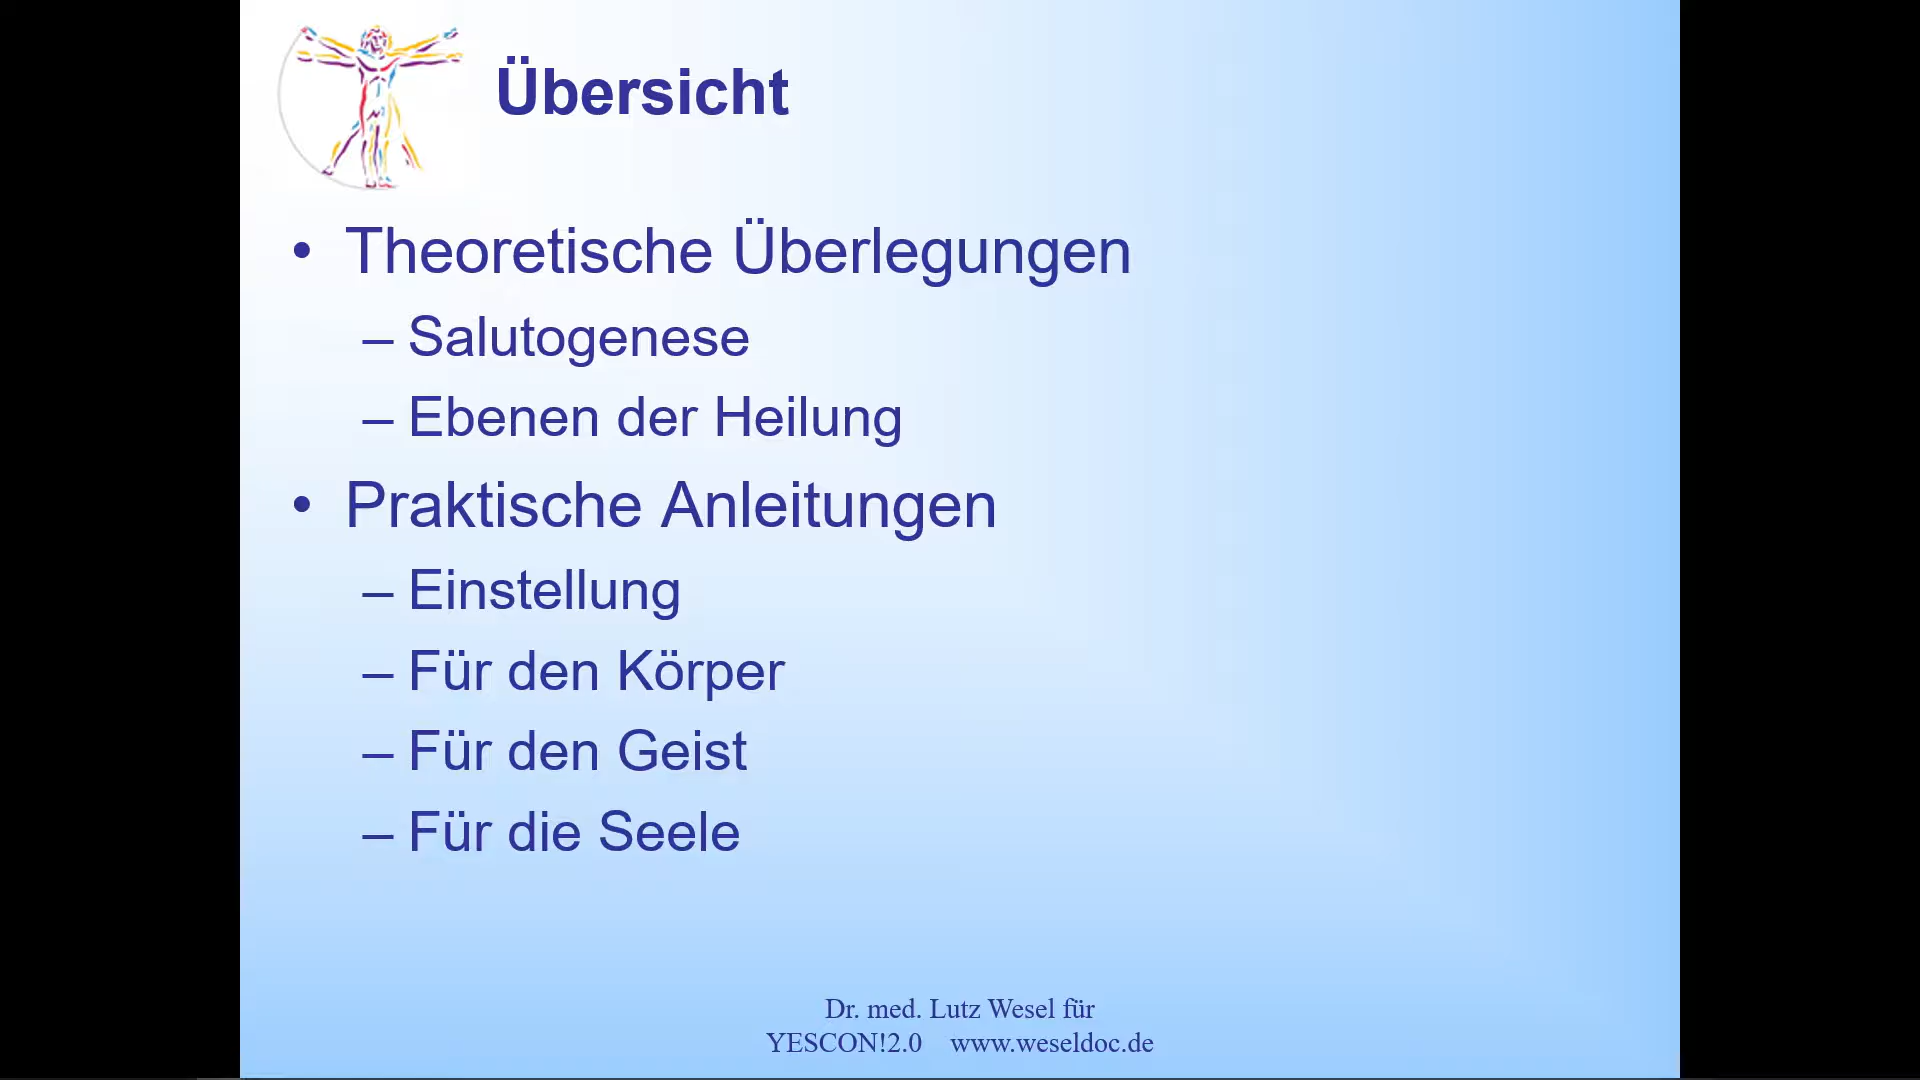 Übersicht
• Theoretische Überlegungen
– Salutogenese
– Ebenen der Heilung
• Praktische Anleitungen
– Einstellung
– Für den Körper
– Für den Geist
– Für die Seele
Dr. med. Lutz Wesel für
YESCON!2.0 www.weseldoc.de